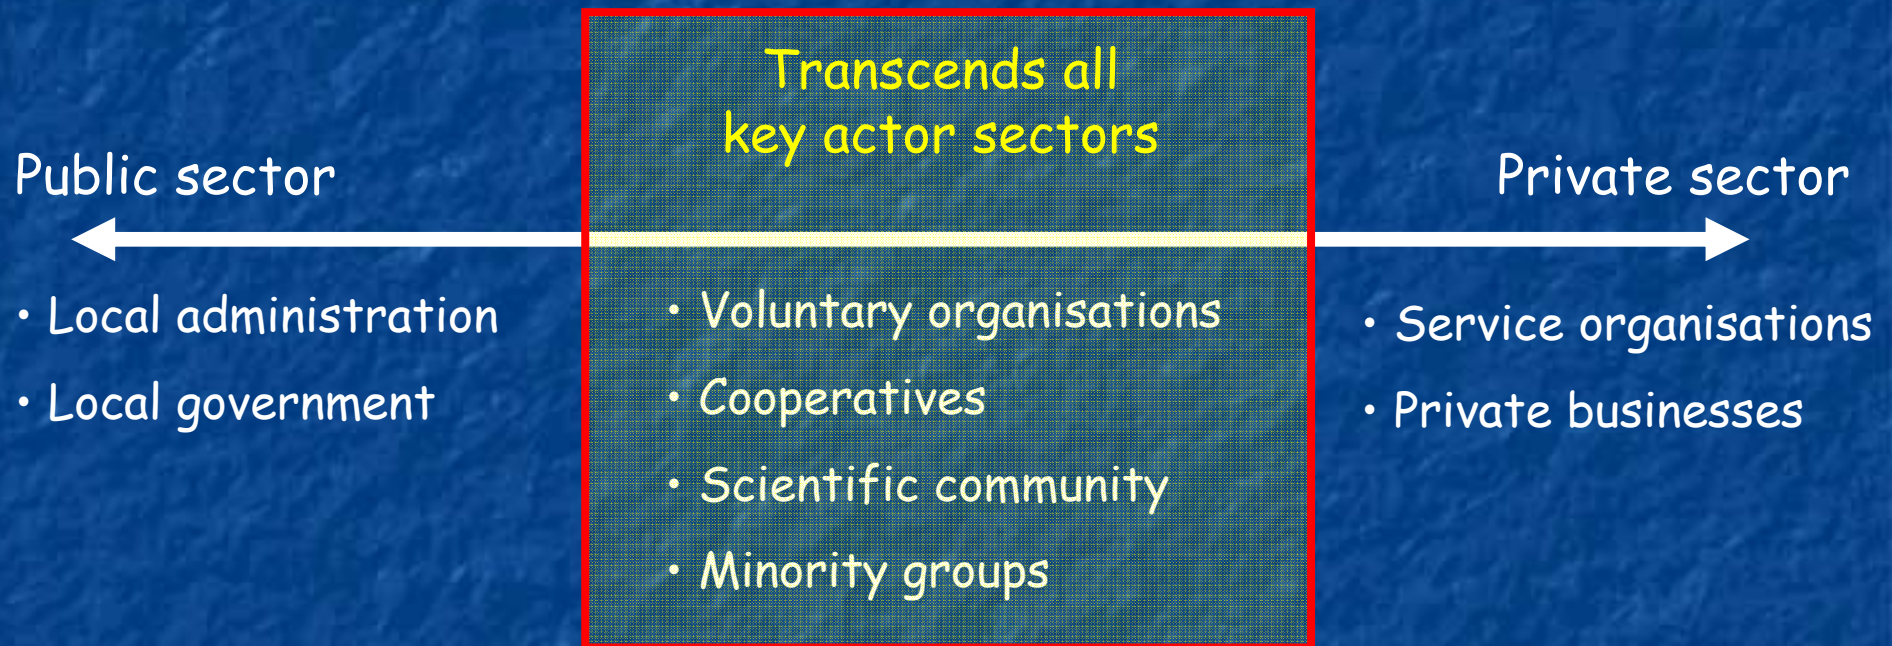 Transcends all
key actor sectors
Public sector
Private sector
• Local administration
• Local government
• Voluntary organisations
• Cooperatives
• Scientific community
• Minority groups
• Service organisations
• Private businesses